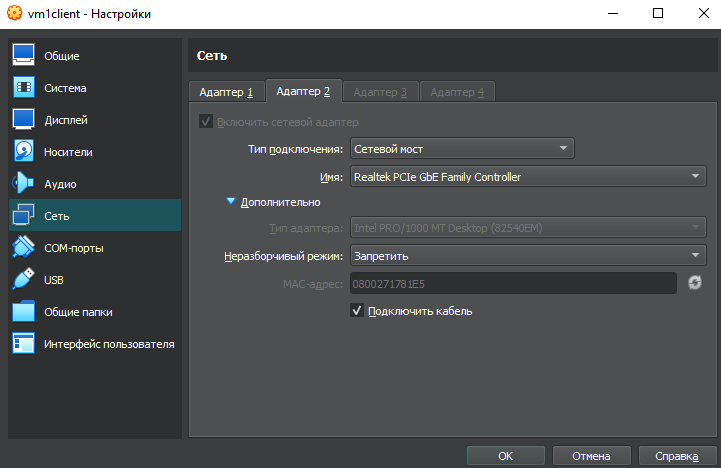 vm1client - Настройки
Общие
Система
Дисплей
Носители
Аудио
Сеть
COM-порты
USB
Общие папки
Интерфейс пользователя
Сеть
Адаптер 1 Адаптер 2 Адаптер 3 Адаптер 4
Включить сетевой адаптер
Тип подключения: Сетевой мост
Имя: Realtek PCIe GbE Family Controller
Дополнительно
Тип адаптера: Intel PRO/1000 MT Desktop (82540EM)
Неразборчивый режим: Запретить
MAC-адрес: 0800271781E5
Подключить кабель
OK Отмена Справка